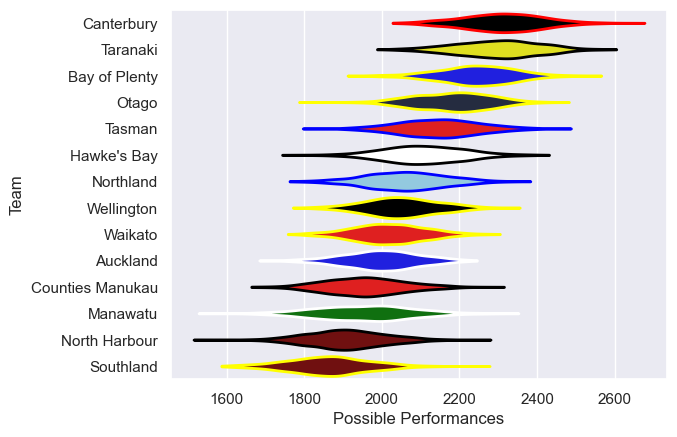 Canterbury
Taranaki
Bay of Plenty
Otago
Tasman
Hawke's Bay
Northland
Wellington
Waikato
Auckland
Counties Manukau
Manawatu
North Harbour
Southland
Team
1600 1800 2000 2200 2400 2600
Possible Performances